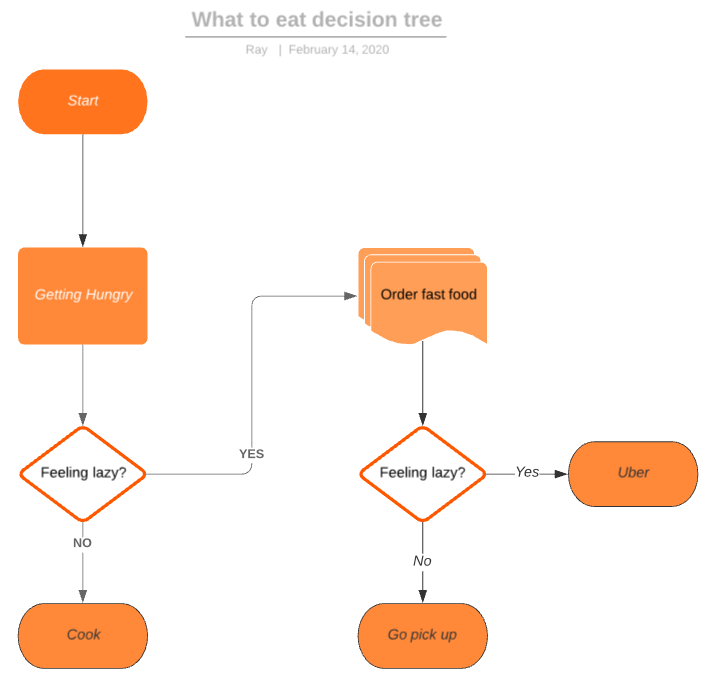 What to eat decision tree
Ray | February 14, 2020
Start
Getting Hungry
Order fast food
YES
Feeling lazy?
Feeling lazy?
Yes
Uber
NO
No
Cook
Go pick up